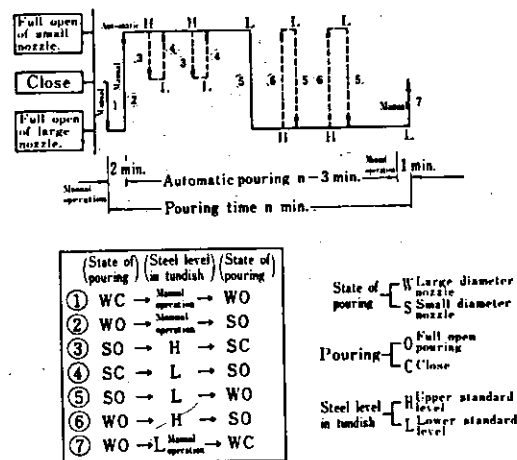 Full open
of small
nozzle.
Close
Full open
of large
nozzle.
Automatic
H H L L L
3 4 3 4
L L
Manual
Manual
1 2 5 6 5 6 5
Manual 7
H H L
2 min.
Manual
operation
Automatic pouring n-3 min.
Manual
operation
1 min.
Pouring time n min.
(State of pouring) (Steel level in tundish) (State of pouring)
① WC → Manual operation → WO
② WO → Manual operation → SO
③ SO → H → SC
④ SC → L → SO
⑤ SO → L → WO
⑥ WO → H → SO
⑦ WO → L Manual operation → WC
State of
pouring
W Large diameter
nozzle
S Small diameter
nozzle
Pouring
O Full open
pouring
C Close
Steel level
in tundish
H Upper standard
level
L Lower standard
level